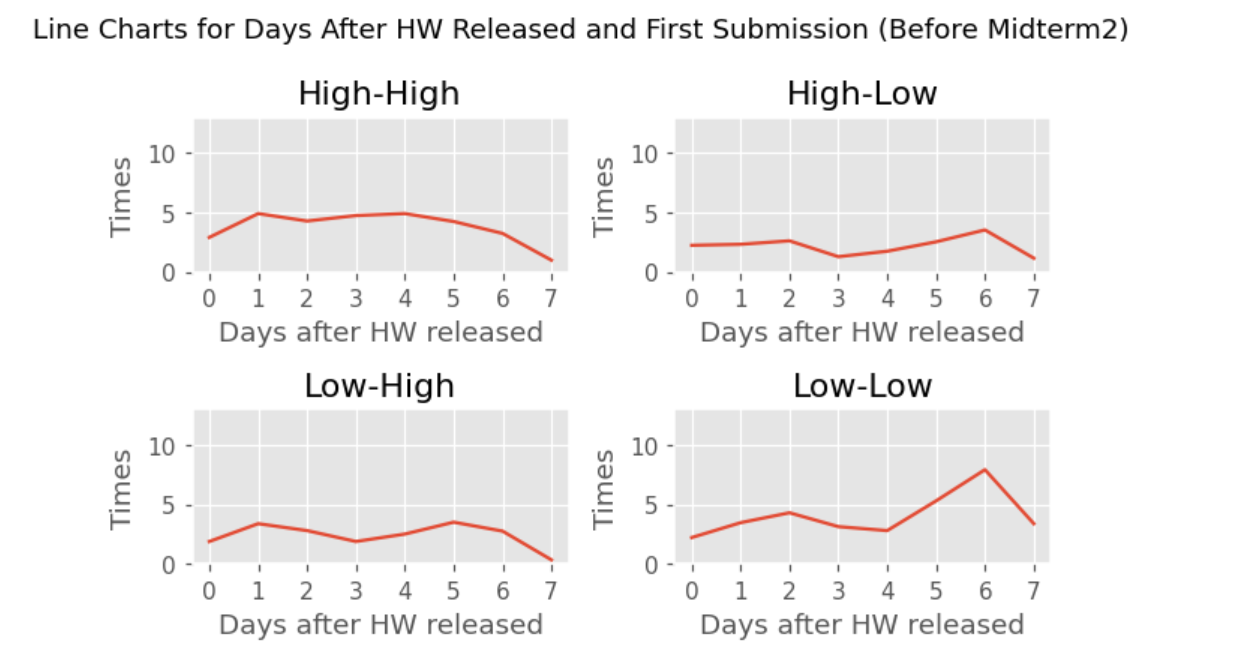 Line Charts for Days After HW Released and First Submission (Before Midterm2)
High-High
Times
10
5
0
0 1 2 3 4 5 6 7
Days after HW released
High-Low
Times
10
5
0
0 1 2 3 4 5 6 7
Days after HW released
Low-High
Times
10
5
0
0 1 2 3 4 5 6 7
Days after HW released
Low-Low
Times
10
5
0
0 1 2 3 4 5 6 7
Days after HW released